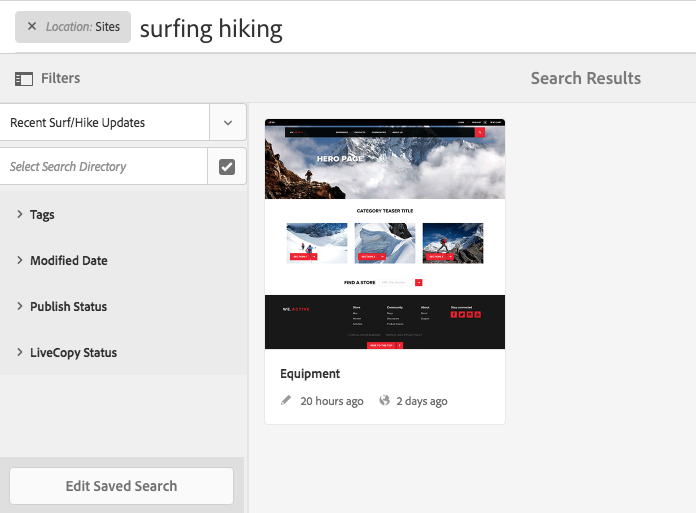 × Location: Sites surfing hiking
Filters
Search Results
Recent Surf/Hike Updates
Select Search Directory
Tags
Modified Date
Publish Status
LiveCopy Status
Edit Saved Search
HERO PAGE
CATEGORY TEASER TITLE
FIND A STORE
WE.ACTIVE
Equipment
20 hours ago 2 days ago